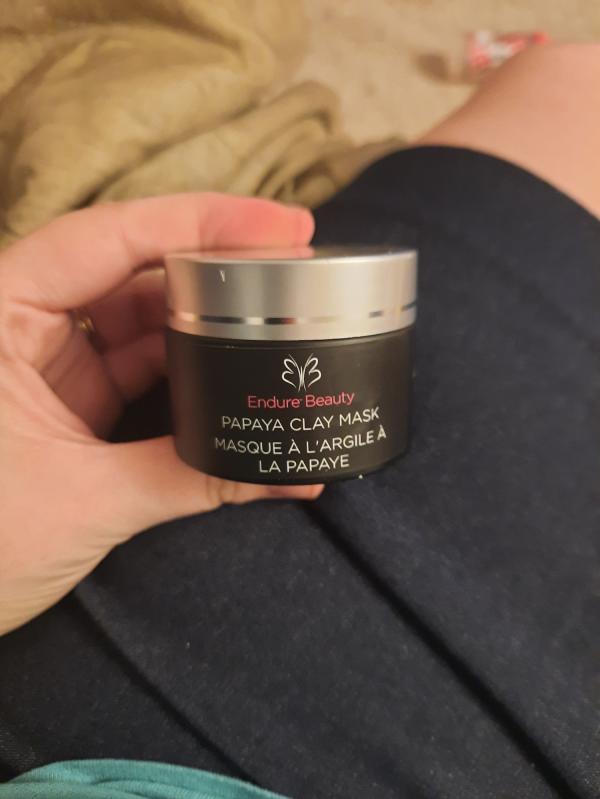 Endure Beauty
PAPAYA CLAY MASK
MASQUE À L'ARGILE À
LA PAPAYE